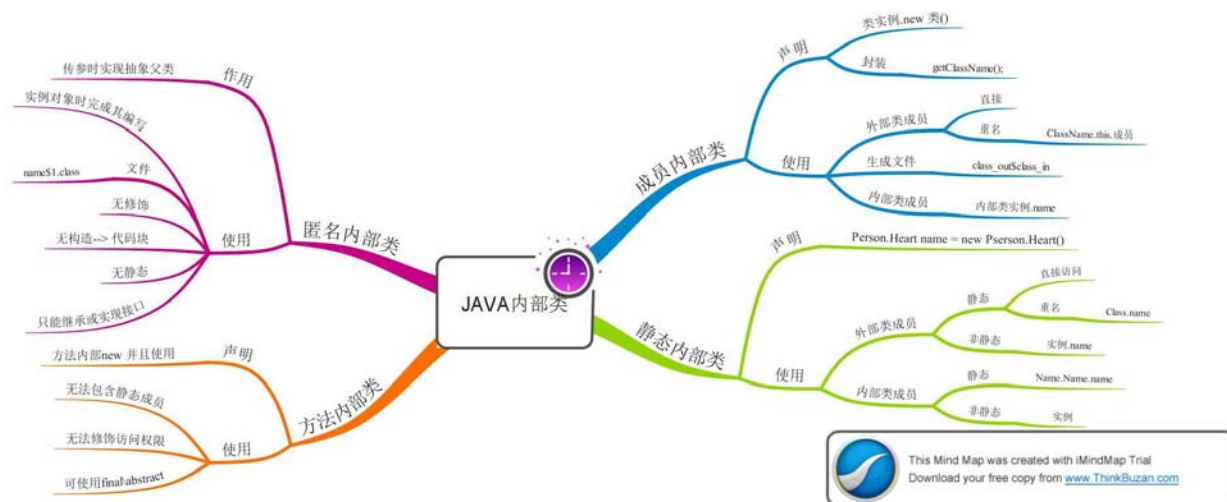 JAVA内部类
成员内部类
声明
类实例.new 类()
封装
getClassName();
使用
外部类成员
直接
重名
ClassName.this.成员
生成文件
class_out$class_in
内部类成员
内部类实例.name
静态内部类
声明
Person.Heart name = new Pserson.Heart()
使用
外部类成员
静态
直接访问
重名
Class.name
非静态
实例.name
内部类成员
静态
Name.Name.name
非静态
实例
方法内部类
声明
方法内部new 并且使用
使用
无法包含静态成员
无法修饰访问权限
可使用final\abstract
匿名内部类
作用
传参时实现抽象父类
使用
实例对象时完成其编写
文件
name$1.class
无修饰
无构造--> 代码块
无静态
只能继承或实现接口
This Mind Map was created with iMindMap Trial
Download your free copy from www.ThinkBuzan.com